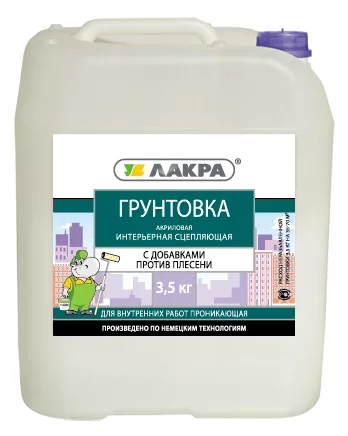 ЛАКРА®
ГРУНТОВКА
АКРИЛОВАЯ
ИНТЕРЬЕРНАЯ СЦЕПЛЯЮЩАЯ
С ДОБАВКАМИ
ПРОТИВ ПЛЕСЕНИ
3,5 кг
ДЛЯ ВНУТРЕННИХ РАБОТ ПРОНИКАЮЩАЯ
ПРОИЗВЕДЕНО ПО НЕМЕЦКИМ ТЕХНОЛОГИЯМ